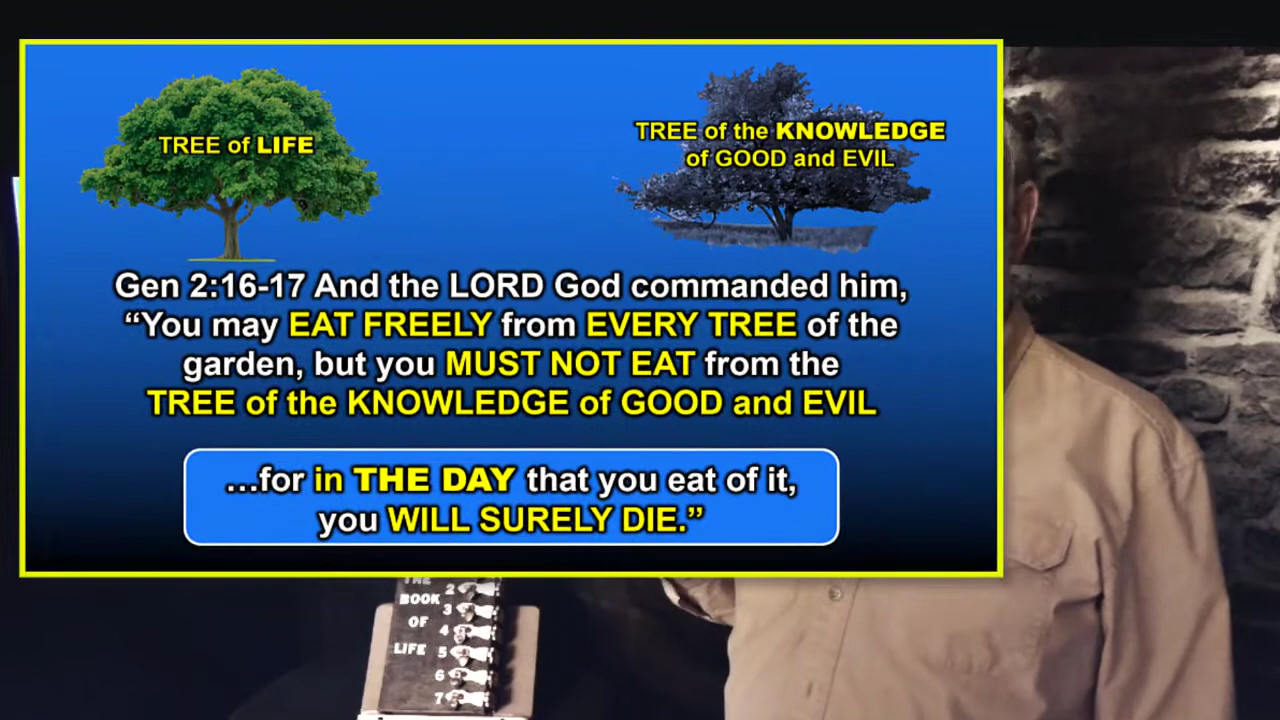 TREE of LIFE
TREE of the KNOWLEDGE
of GOOD and EVIL
Gen 2:16-17 And the LORD God commanded him,
“You may EAT FREELY from EVERY TREE of the
garden, but you MUST NOT EAT from the
TREE of the KNOWLEDGE of GOOD and EVIL
…for in THE DAY that you eat of it,
you WILL SURELY DIE.”
THE
BOOK
OF
LIFE
2
3
4
5
6
7